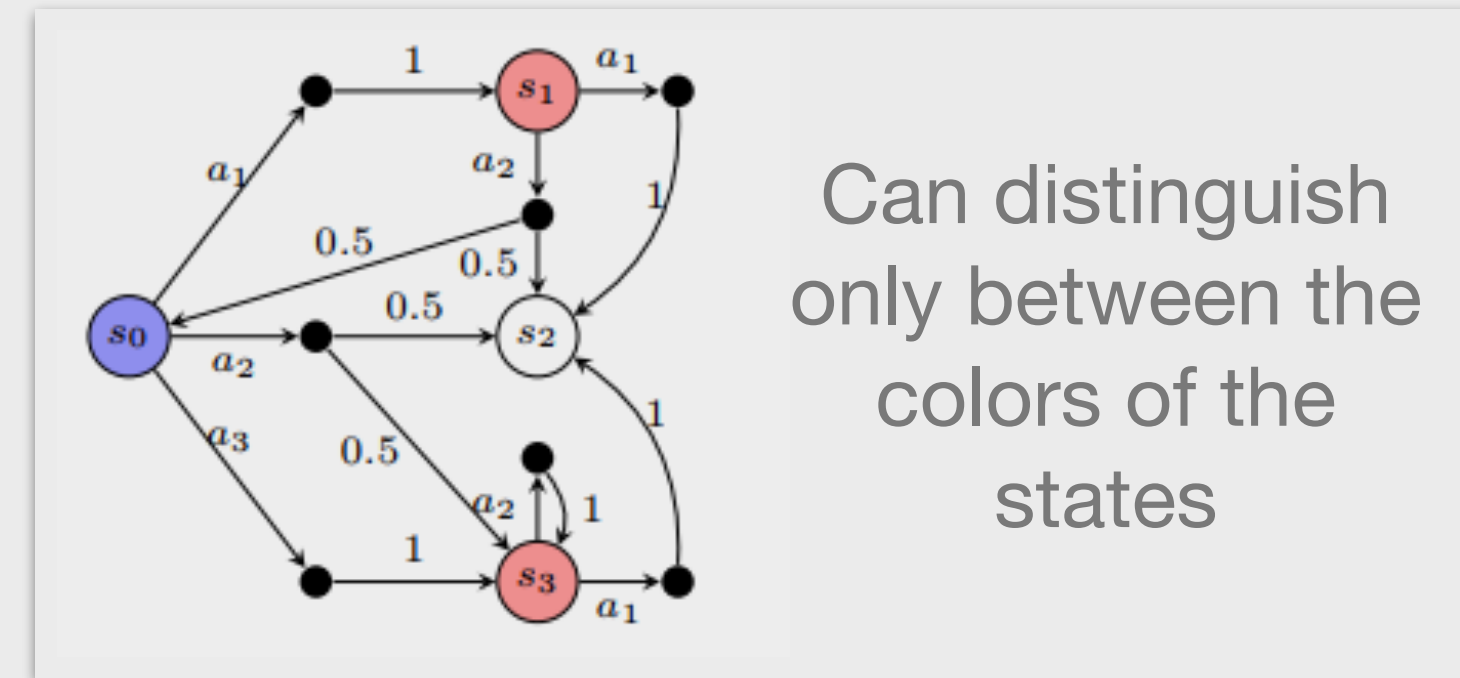 1
s1
a1
a1
a2
1
0.5
0.5
0.5
s0
a2
s2
a3
0.5
1
a2
1
1
s3
a1
Can distinguish
only between the
colors of the
states